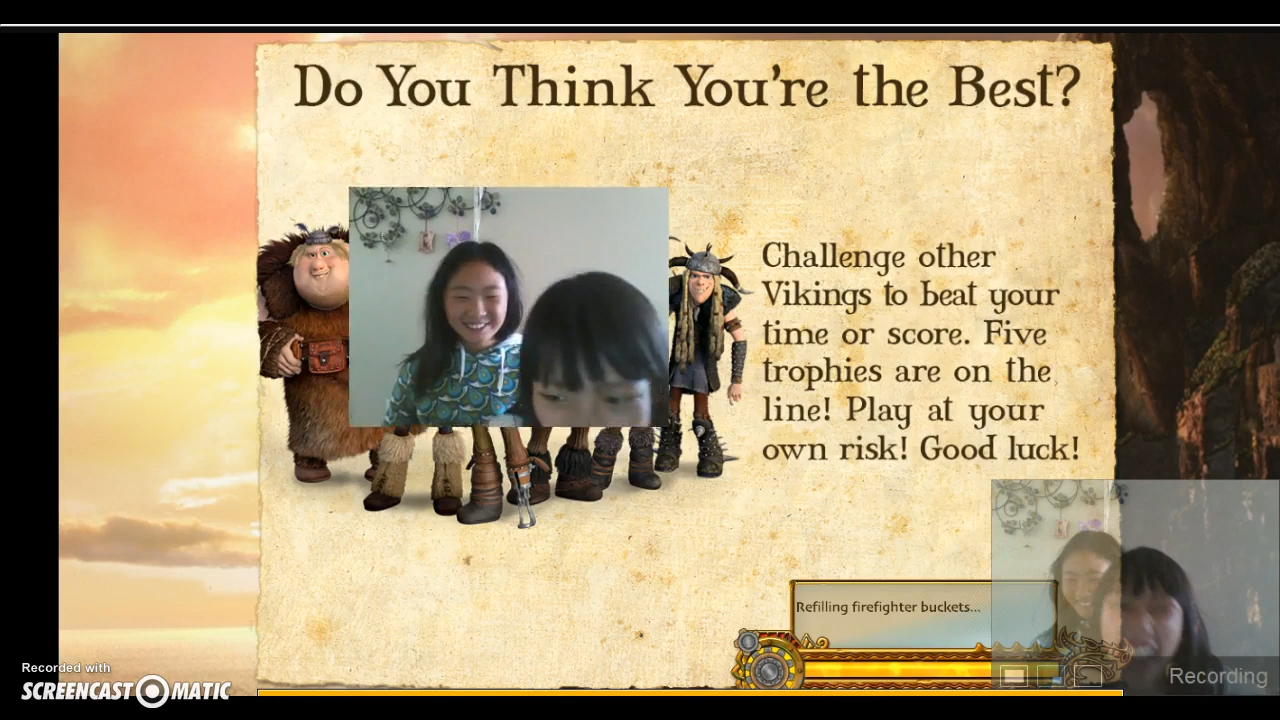 Do You Think You're the Best?
Challenge other
Vikings to beat your
time or score. Five
trophies are on the
line! Play at your
own risk! Good luck!
Refilling firefighter buckets...
Recorded with
SCREENCAST-O-MATIC
Recording